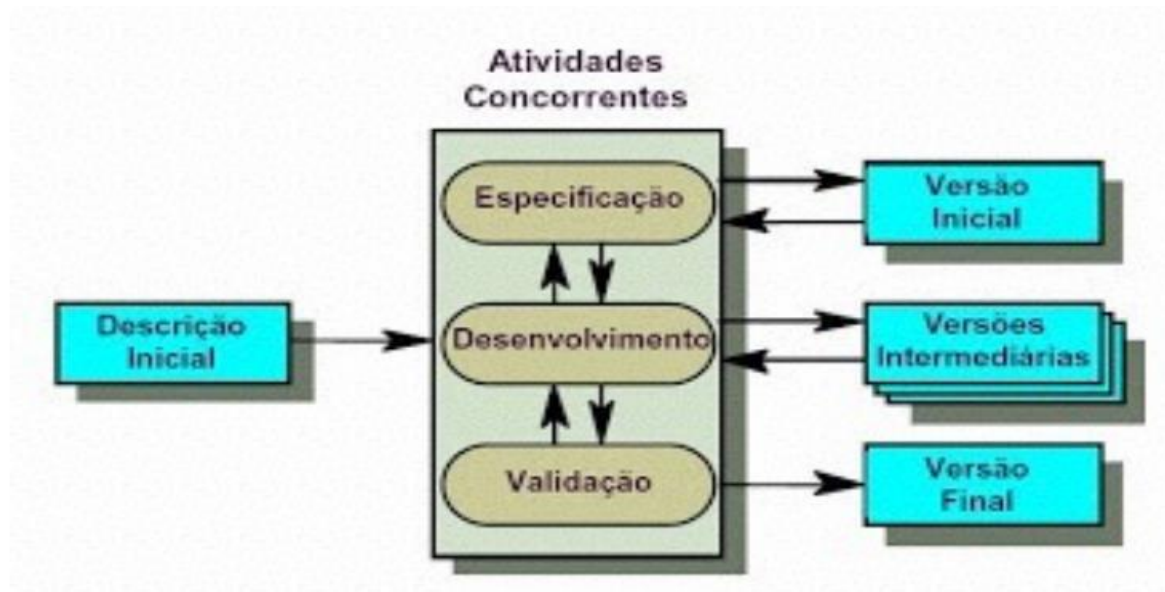 Atividades
Concorrentes
Especificação
Versão
Inicial
Descrição
Inicial
Desenvolvimento
Versões
Intermediárias
Validação
Versão
Final